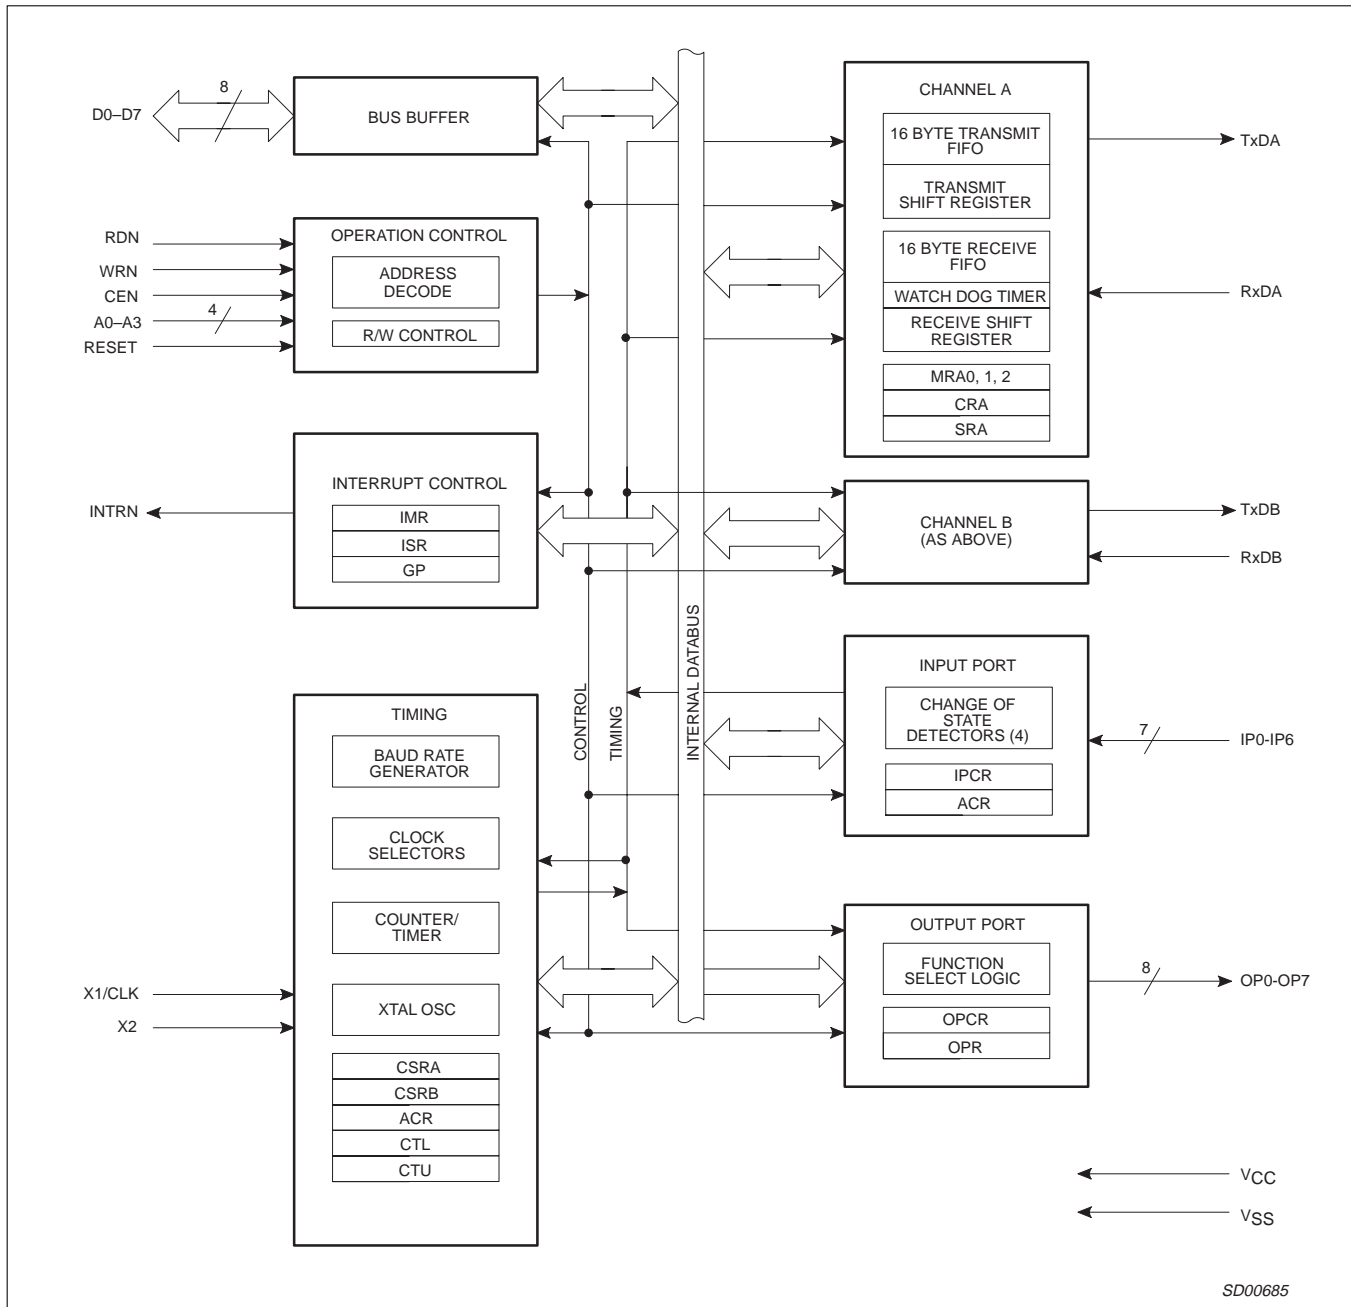 D0–D7
8
BUS BUFFER
RDN
WRN
CEN
A0–A3
4
RESET
OPERATION CONTROL
ADDRESS
DECODE
R/W CONTROL
INTRN
INTERRUPT CONTROL
IMR
ISR
GP
TIMING
BAUD RATE
GENERATOR
CLOCK
SELECTORS
COUNTER/
TIMER
X1/CLK
X2
XTAL OSC
CSRA
CSRB
ACR
CTL
CTU
CONTROL
TIMING
INTERNAL DATABUS
CHANNEL A
16 BYTE TRANSMIT
FIFO
TRANSMIT
SHIFT REGISTER
16 BYTE RECEIVE
FIFO
WATCH DOG TIMER
RECEIVE SHIFT
REGISTER
MRA0, 1, 2
CRA
SRA
TxDA
RxDA
CHANNEL B
(AS ABOVE)
TxDB
RxDB
INPUT PORT
CHANGE OF
STATE
DETECTORS (4)
IPCR
ACR
7
IP0-IP6
OUTPUT PORT
FUNCTION
SELECT LOGIC
OPCR
OPR
8
OP0-OP7
VCC
VSS
SD00685